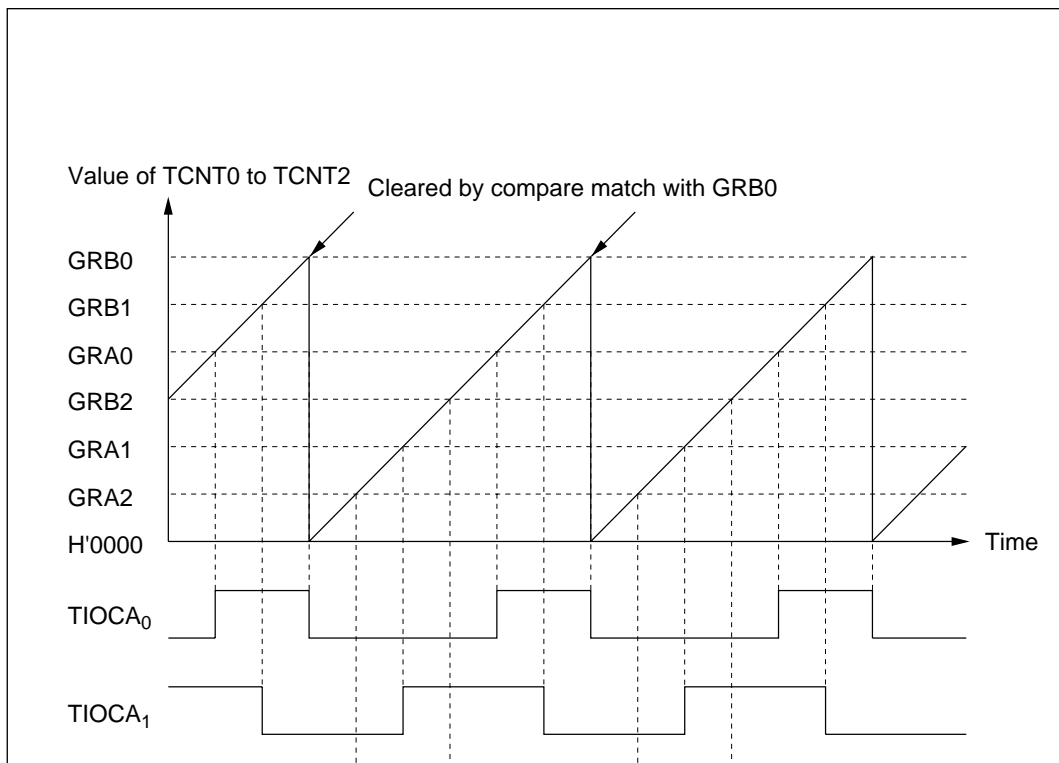 Value of TCNT0 to TCNT2
Cleared by compare match with GRB0
GRB0
GRB1
GRA0
GRB2
GRA1
GRA2
H'0000
Time
TIOCA0
TIOCA1